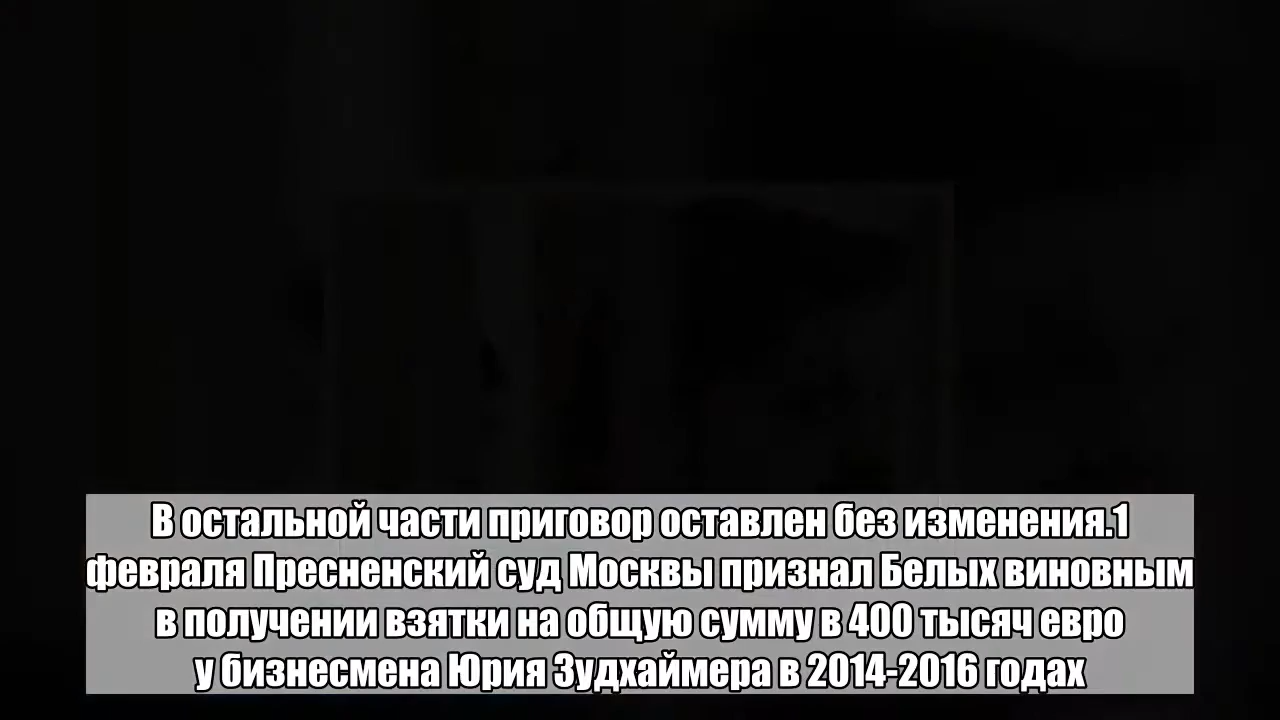 В остальной части приговор оставлен без изменения.1
февраля Пресненский суд Москвы признал Белых виновным
в получении взятки на общую сумму в 400 тысяч евро
у бизнесмена Юрия Зудхаймера в 2014-2016 годах